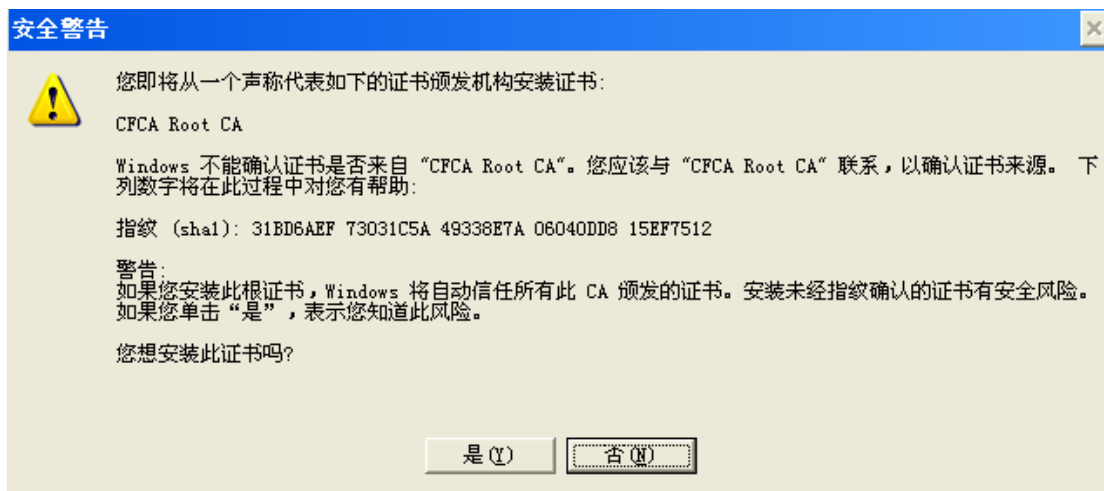 安全警告
您即将从一个声称代表如下的证书颁发机构安装证书:
CFCA Root CA
Windows 不能确认证书是否来自 “CFCA Root CA”。您应该与 “CFCA Root CA” 联系，以确认证书来源。 下
列数字将在此过程中对您有帮助:
指纹 (sha1): 31BD6AEF 73031C5A 49338E7A 06040DD8 15EF7512
警告:
如果您安装此根证书，Windows 将自动信任所有此 CA 颁发的证书。安装未经指纹确认的证书有安全风险。
如果您单击“是”，表示您知道此风险。
您想安装此证书吗?
是(Y) 否(N)